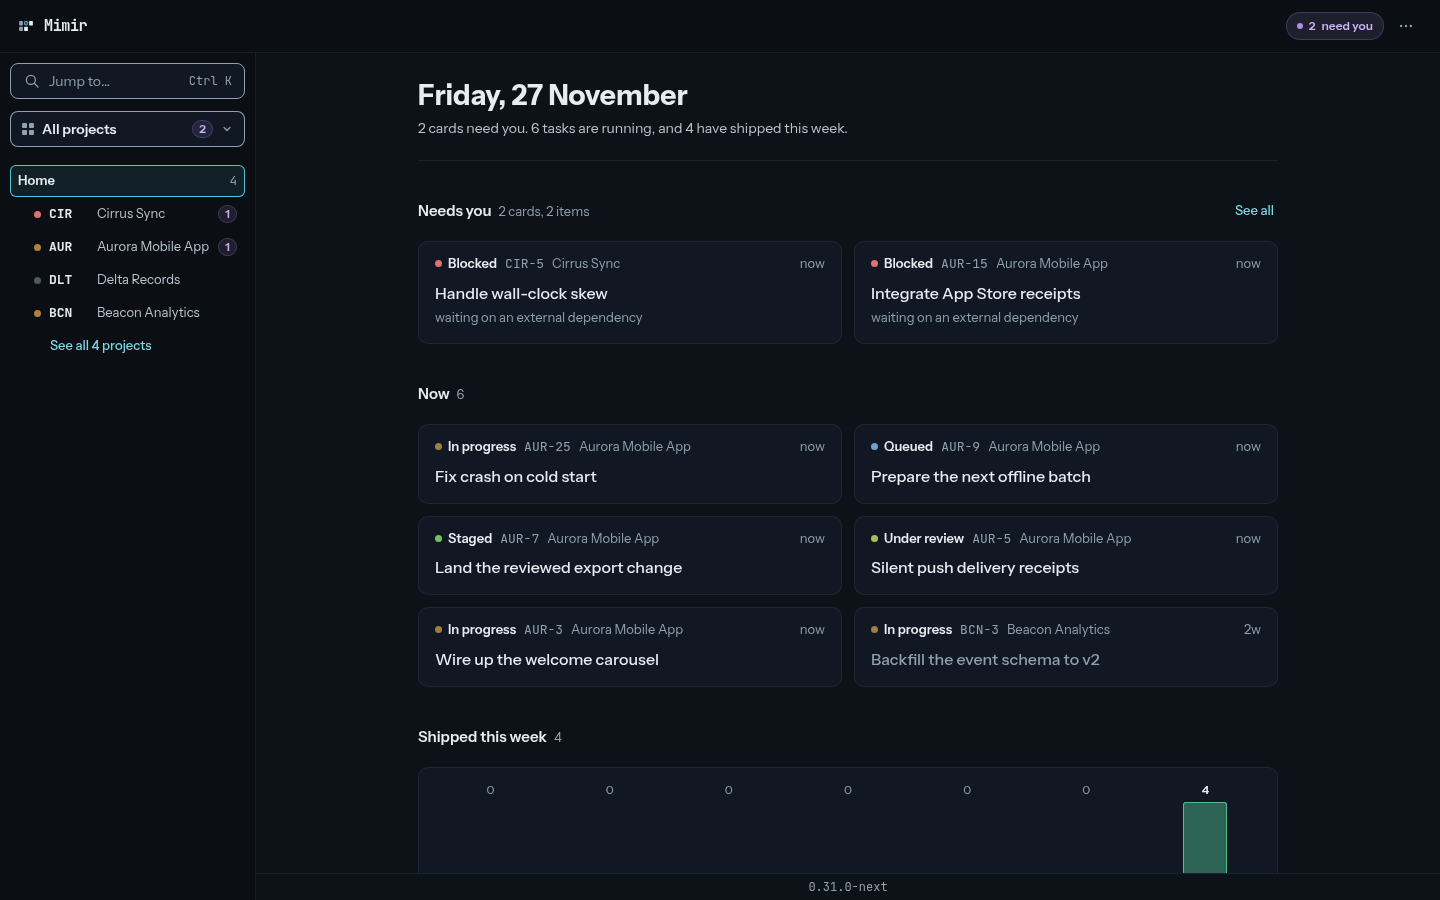 Mimir
2 need you
Jump to...
Ctrl K
All projects
2
Home
4
CIR Cirrus Sync 1
AUR Aurora Mobile App 1
DLT Delta Records
BCN Beacon Analytics
See all 4 projects
Friday, 27 November
2 cards need you. 6 tasks are running, and 4 have shipped this week.
Needs you 2 cards, 2 items
See all
Blocked CIR-5 Cirrus Sync now
Handle wall-clock skew
waiting on an external dependency
Blocked AUR-15 Aurora Mobile App now
Integrate App Store receipts
waiting on an external dependency
Now 6
In progress AUR-25 Aurora Mobile App now
Fix crash on cold start
Queued AUR-9 Aurora Mobile App now
Prepare the next offline batch
Staged AUR-7 Aurora Mobile App now
Land the reviewed export change
Under review AUR-5 Aurora Mobile App now
Silent push delivery receipts
In progress AUR-3 Aurora Mobile App now
Wire up the welcome carousel
In progress BCN-3 Beacon Analytics 2w
Backfill the event schema to v2
Shipped this week 4
0 0 0 0 0 0 4
0.31.0-next